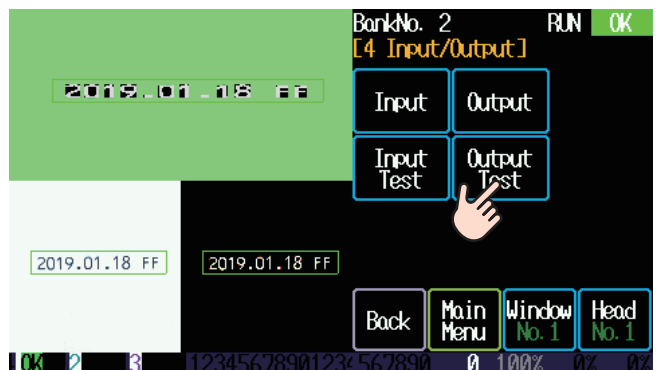 BankNo. 2 RUN OK
[4 Input/Output]
2019.01.18 FF
Input Output
Input Test Output Test
2019.01.18 FF 2019.01.18 FF
Back Main Menu Window No.1 Head No.1
OK 2 3 12345678901234567890 0 100% 0% 0%